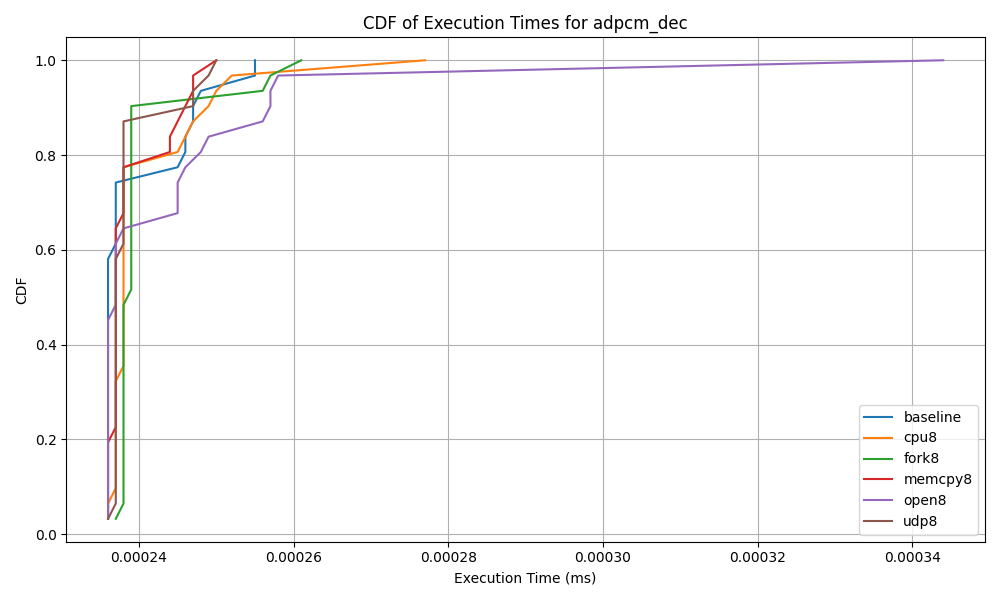 CDF of Execution Times for adpcm_dec
CDF
1.0
0.8
0.6
0.4
0.2
0.0
0.00024 0.00026 0.00028 0.00030 0.00032 0.00034
Execution Time (ms)
baseline
cpu8
fork8
memcpy8
open8
udp8